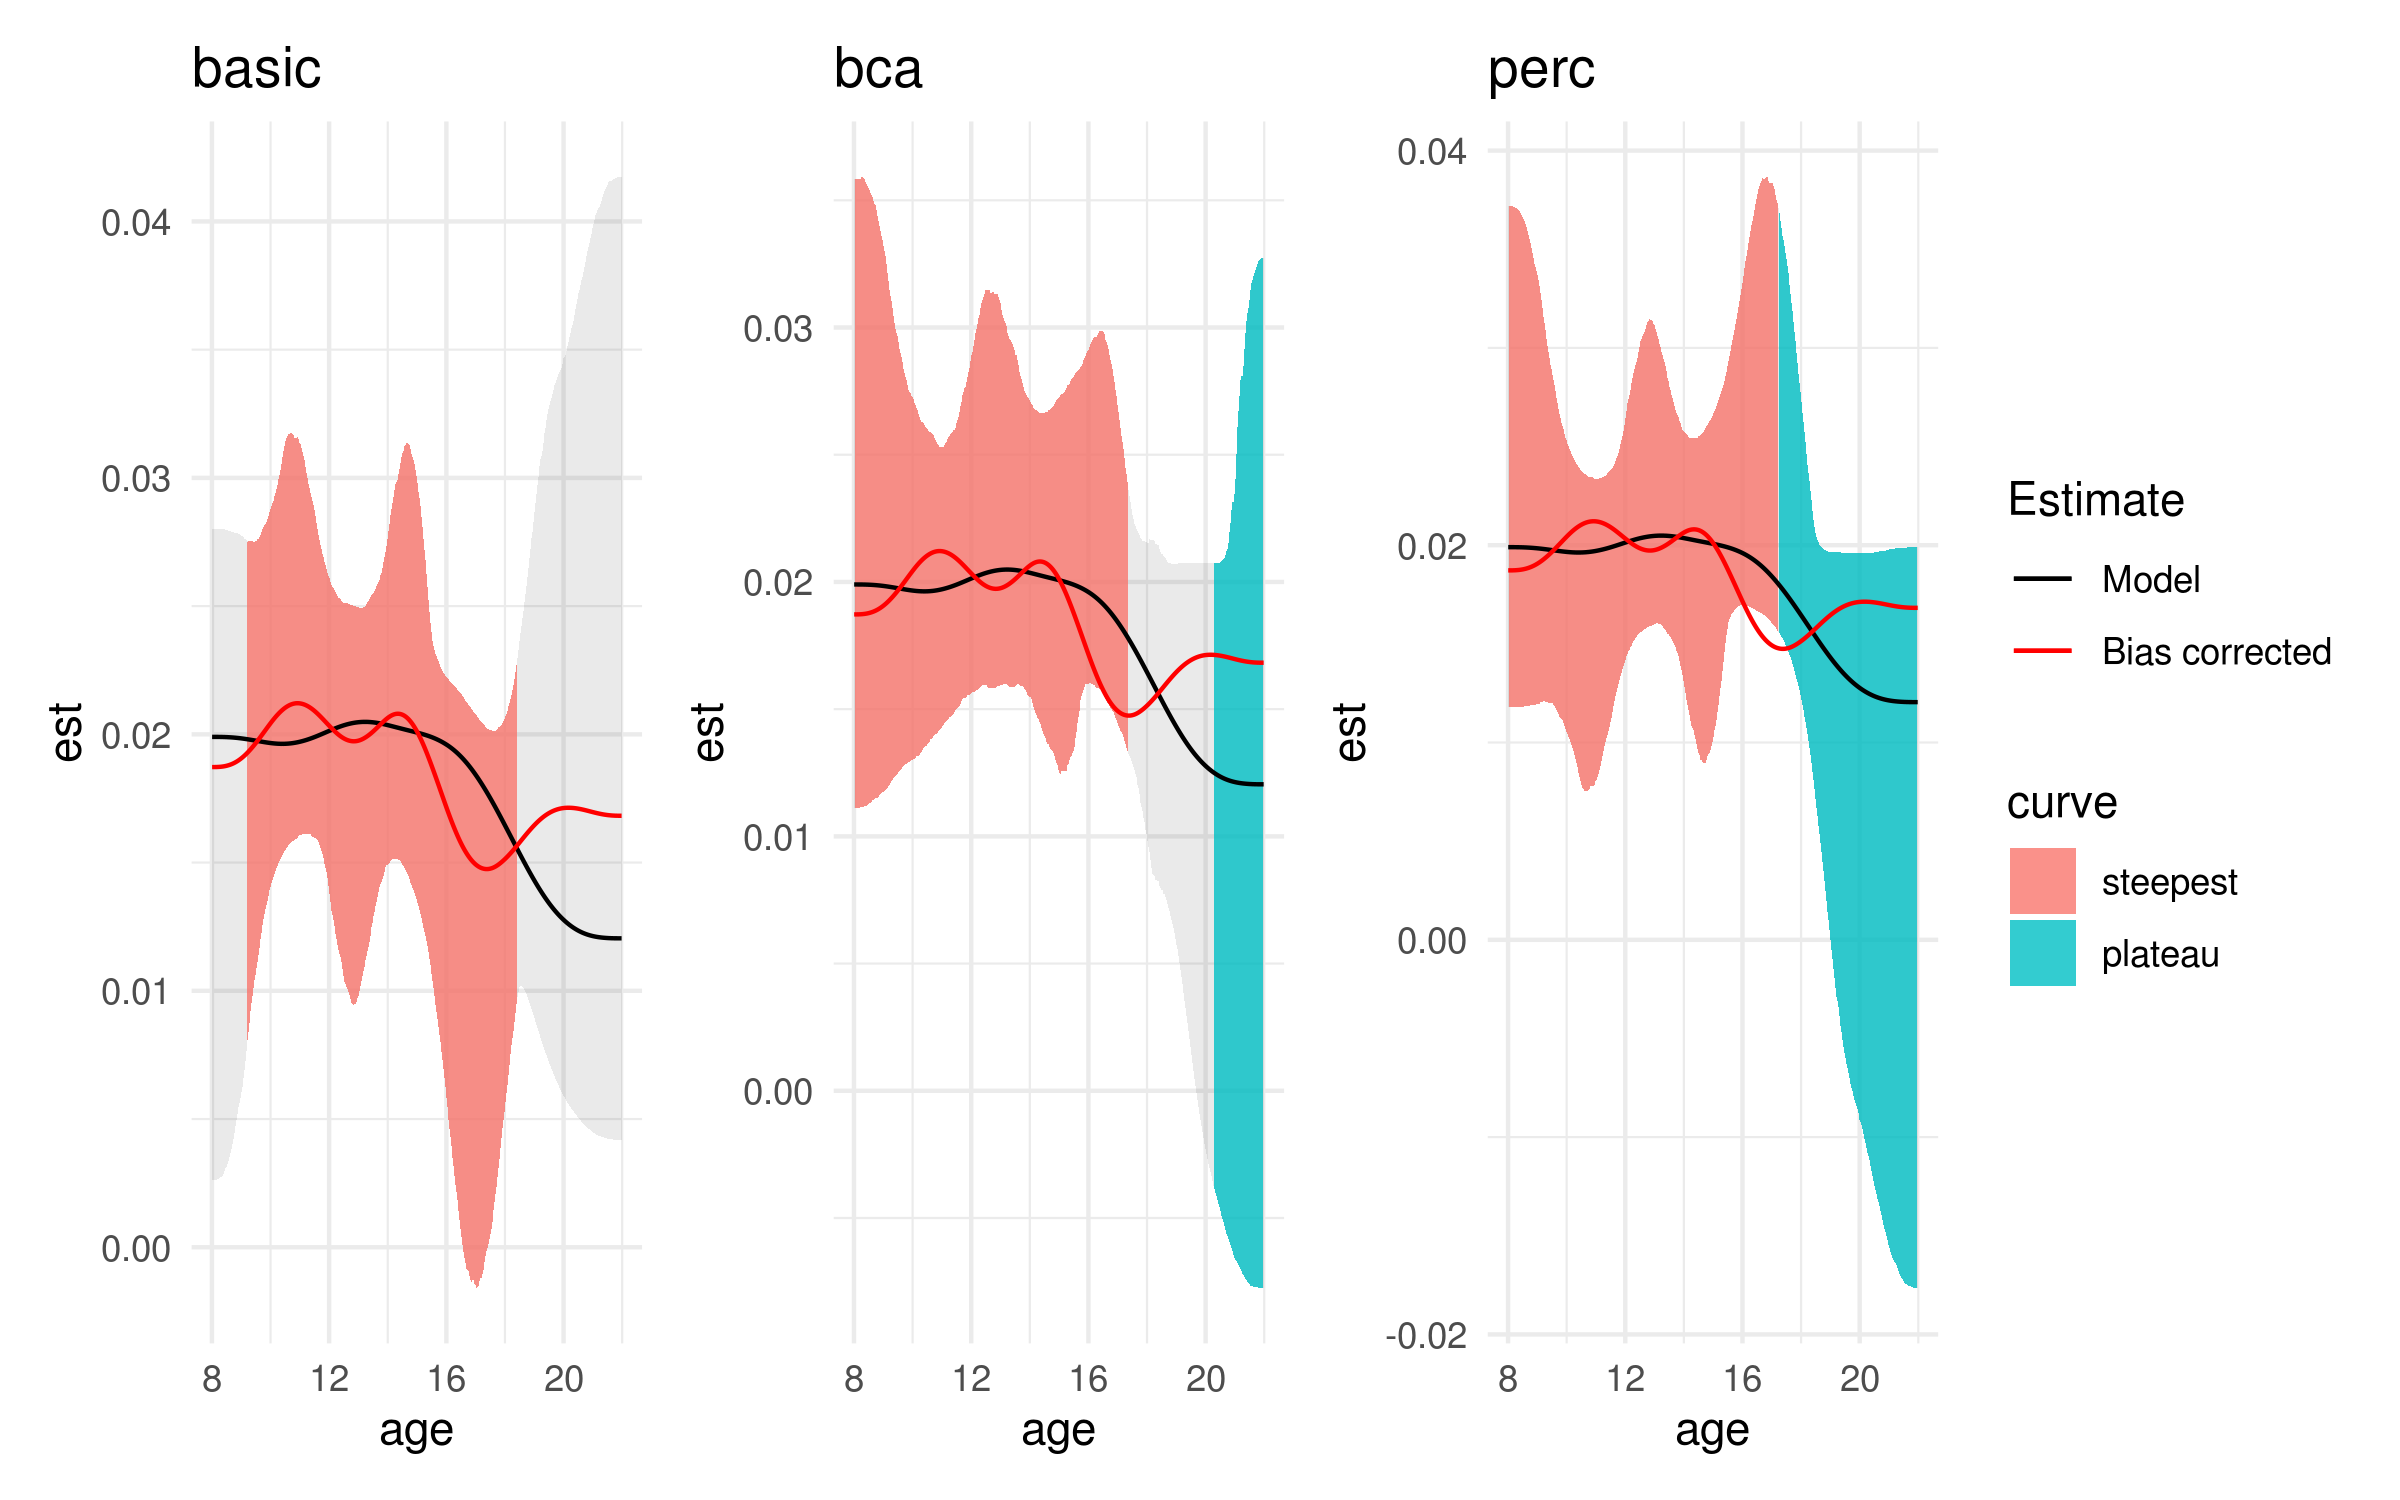 basic
bca
perc
est
0.04
0.03
0.02
0.01
0.00
8 12 16 20
age
est
0.03
0.02
0.01
0.00
8 12 16 20
age
est
0.04
0.02
0.00
-0.02
8 12 16 20
age
Estimate
Model
Bias corrected
curve
steepest
plateau